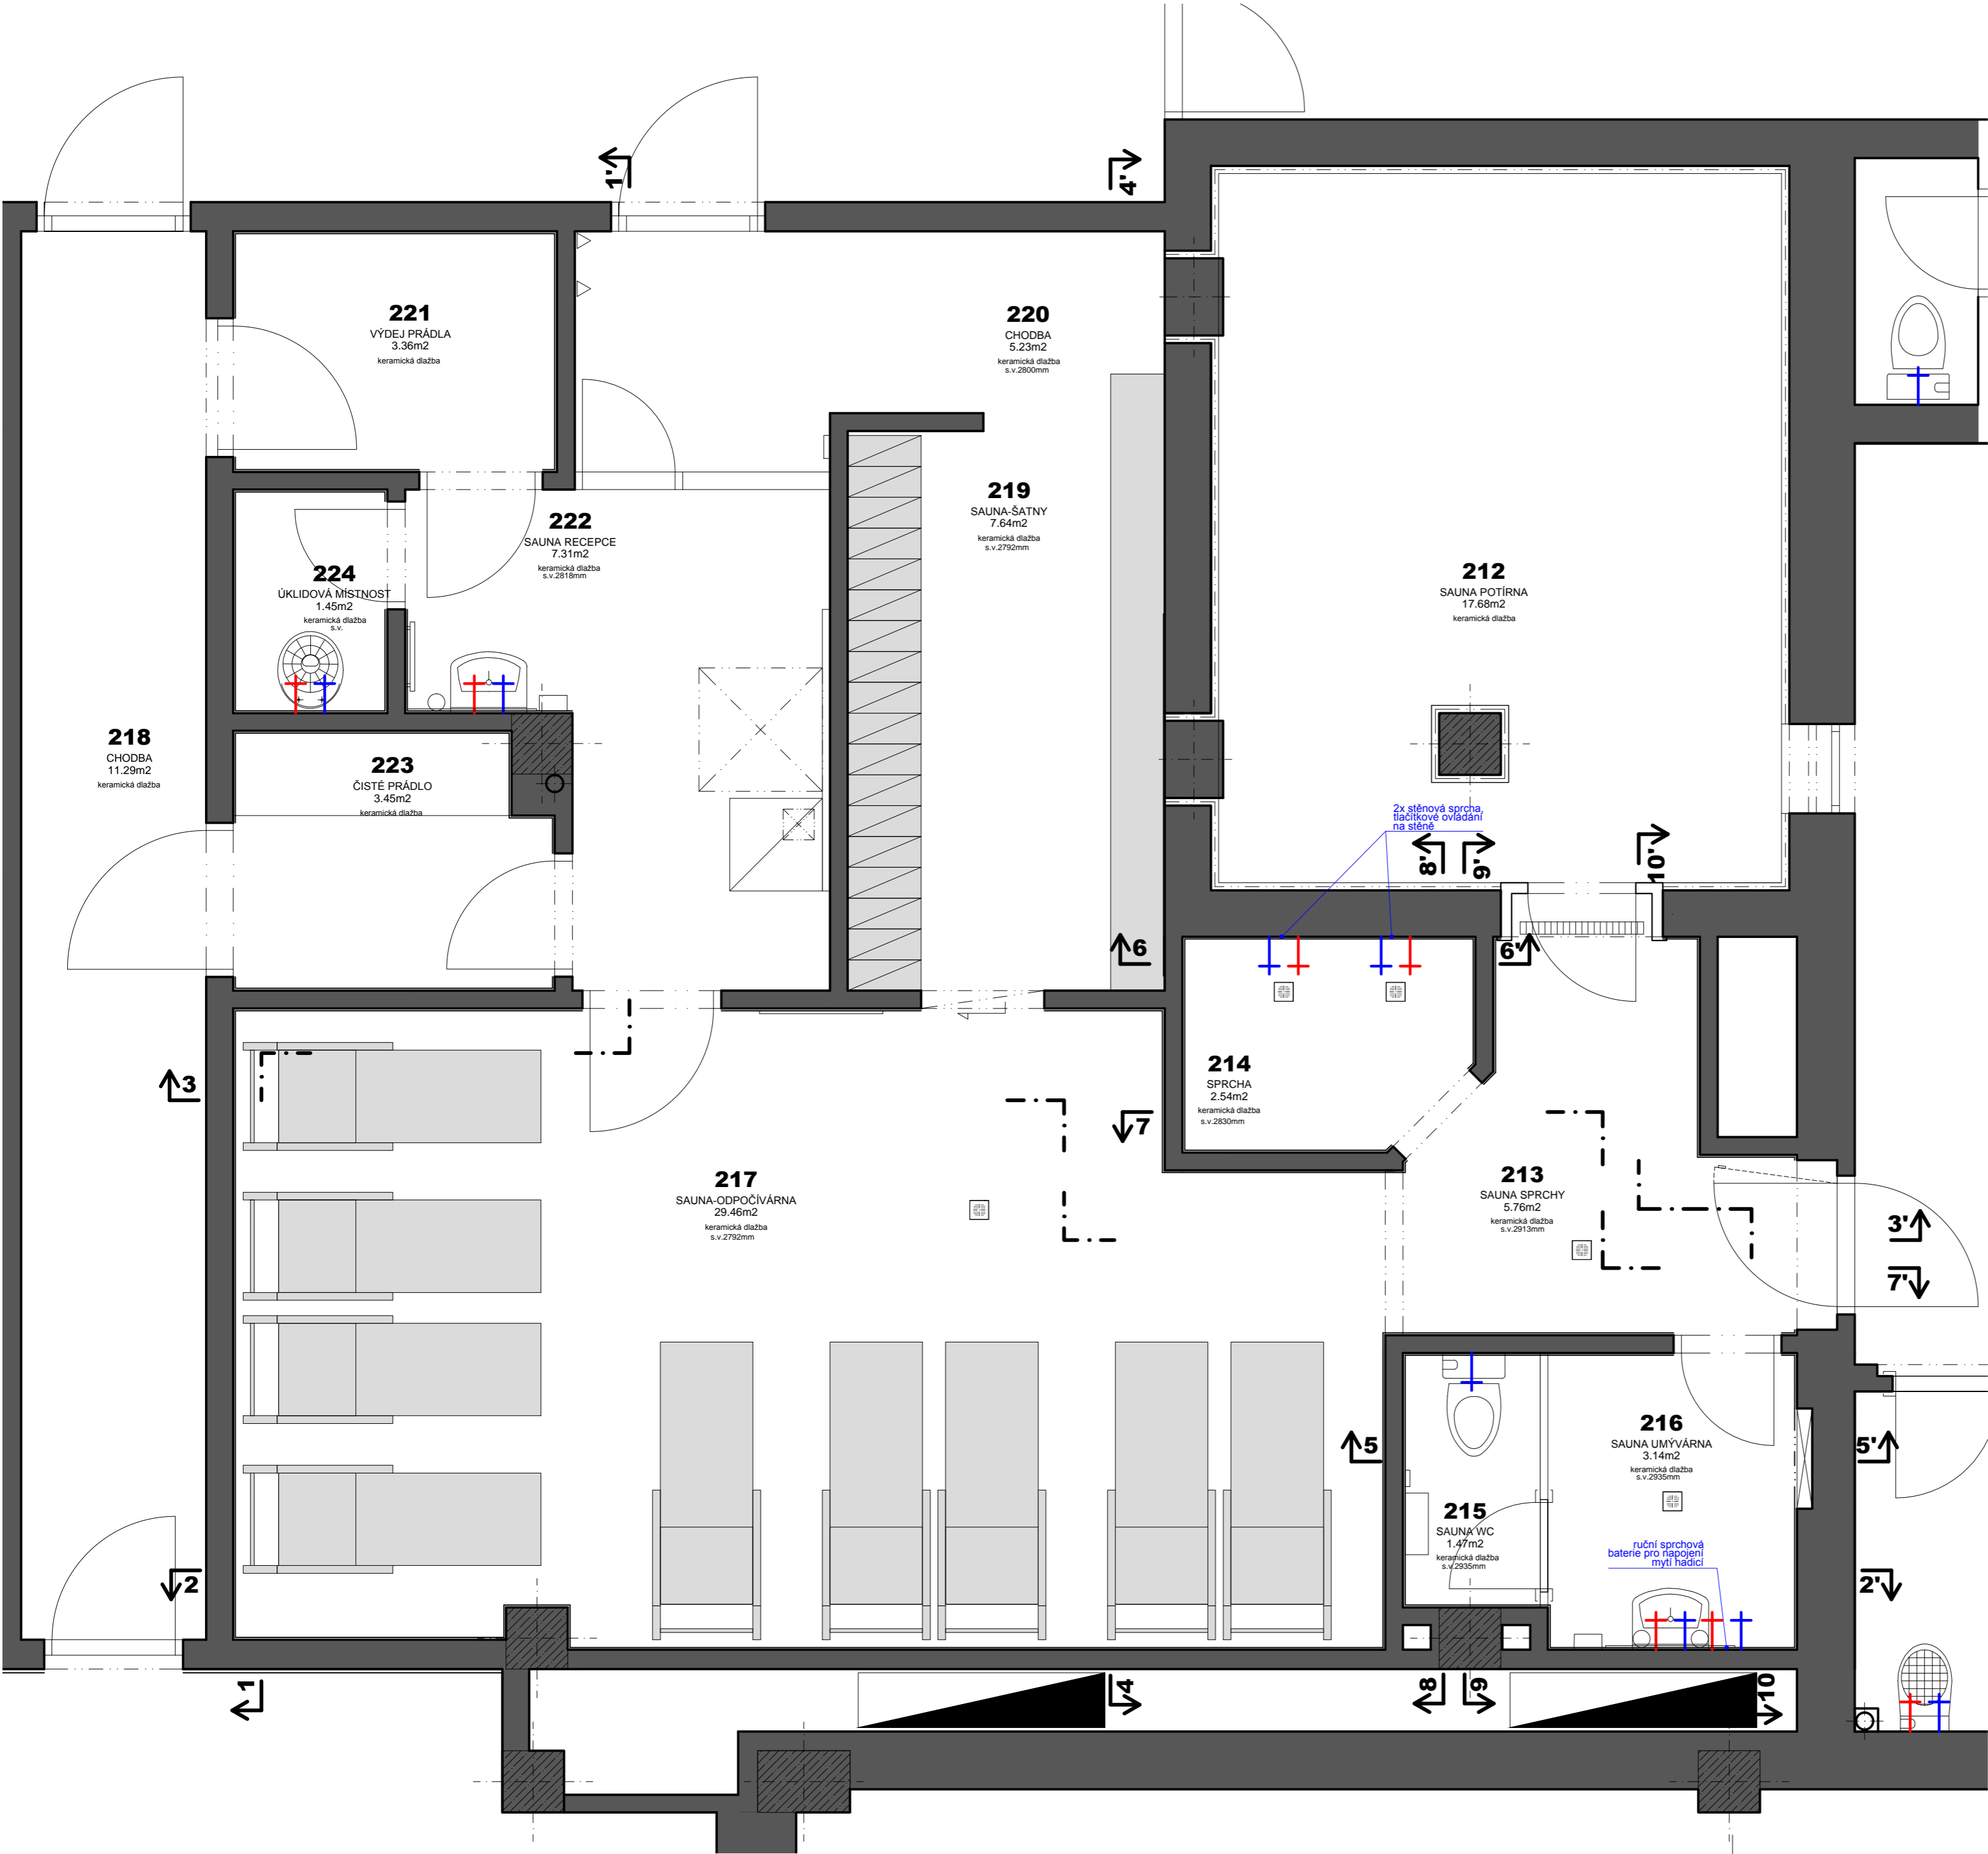 1'
4'
221
VÝDEJ PRÁDLA
3.36m2
keramická dlažba
220
CHODBA
5.23m2
keramická dlažba
s.v.2800mm
219
SAUNA-ŠATNY
7.64m2
keramická dlažba
s.v.2792mm
222
SAUNA RECEPCE
7.31m2
keramická dlažba
s.v.2818mm
224
ÚKLIDOVÁ MÍSTNOST
1.45m2
keramická dlažba
s.v.
212
SAUNA POTÍRNA
17.68m2
keramická dlažba
218
CHODBA
11.29m2
keramická dlažba
223
ČISTÉ PRÁDLO
3.45m2
keramická dlažba
2x stěnová sprcha,
tlačítkové ovládání
na stěně
8'
9'
10'
6
6'
214
SPRCHA
2.54m2
keramická dlažba
s.v.2830mm
3
7
217
SAUNA-ODPOČÍVÁRNA
29.46m2
keramická dlažba
s.v.2792mm
213
SAUNA SPRCHY
5.76m2
keramická dlažba
s.v.2913mm
3'
7'
216
SAUNA UMÝVÁRNA
3.14m2
keramická dlažba
s.v.2935mm
5
5'
215
SAUNA WC
1.47m2
keramická dlažba
s.v.2935mm
ruční sprchová
baterie pro napojení
mytí hadicí
2
2'
1
4
8
9
10